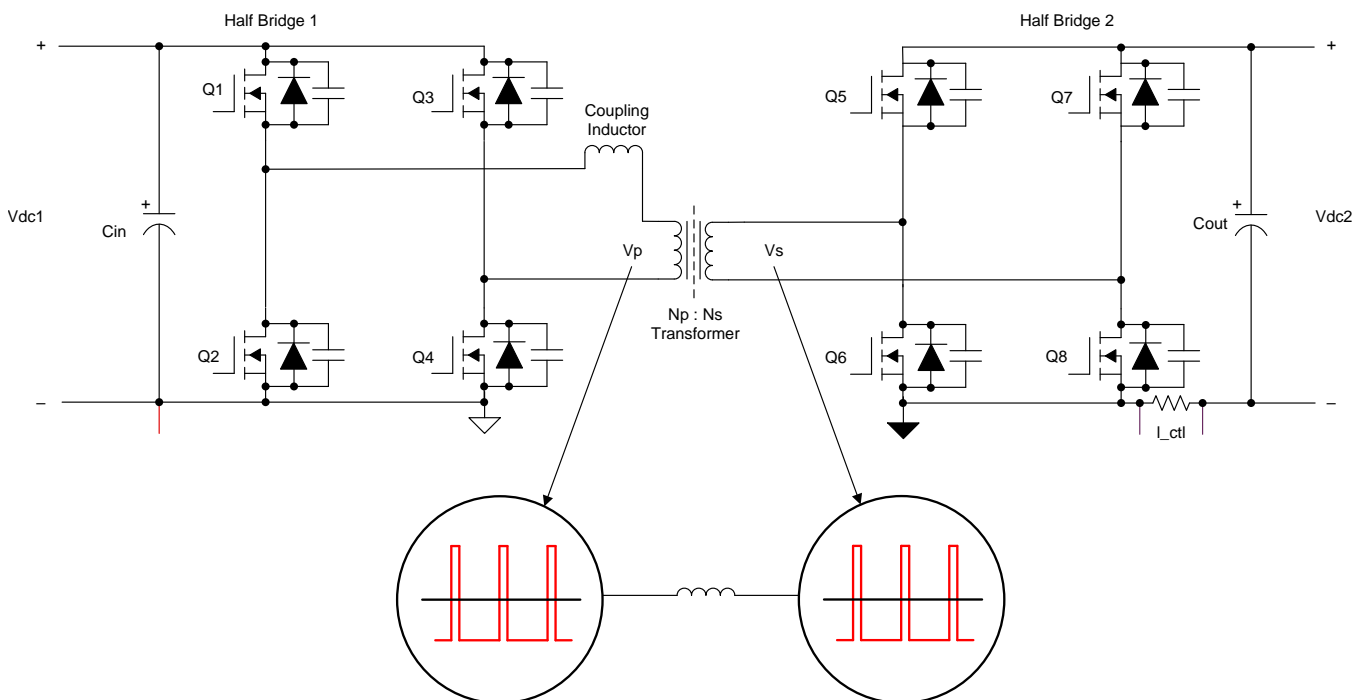 Half Bridge 1
Half Bridge 2
+
+
Q1
Q3
Q5
Q7
Coupling
Inductor
Vdc1
+
Cin
Vp
Vs
+
Cout
Vdc2
Np : Ns
Transformer
Q2
Q4
Q6
Q8
–
–
I_ctl